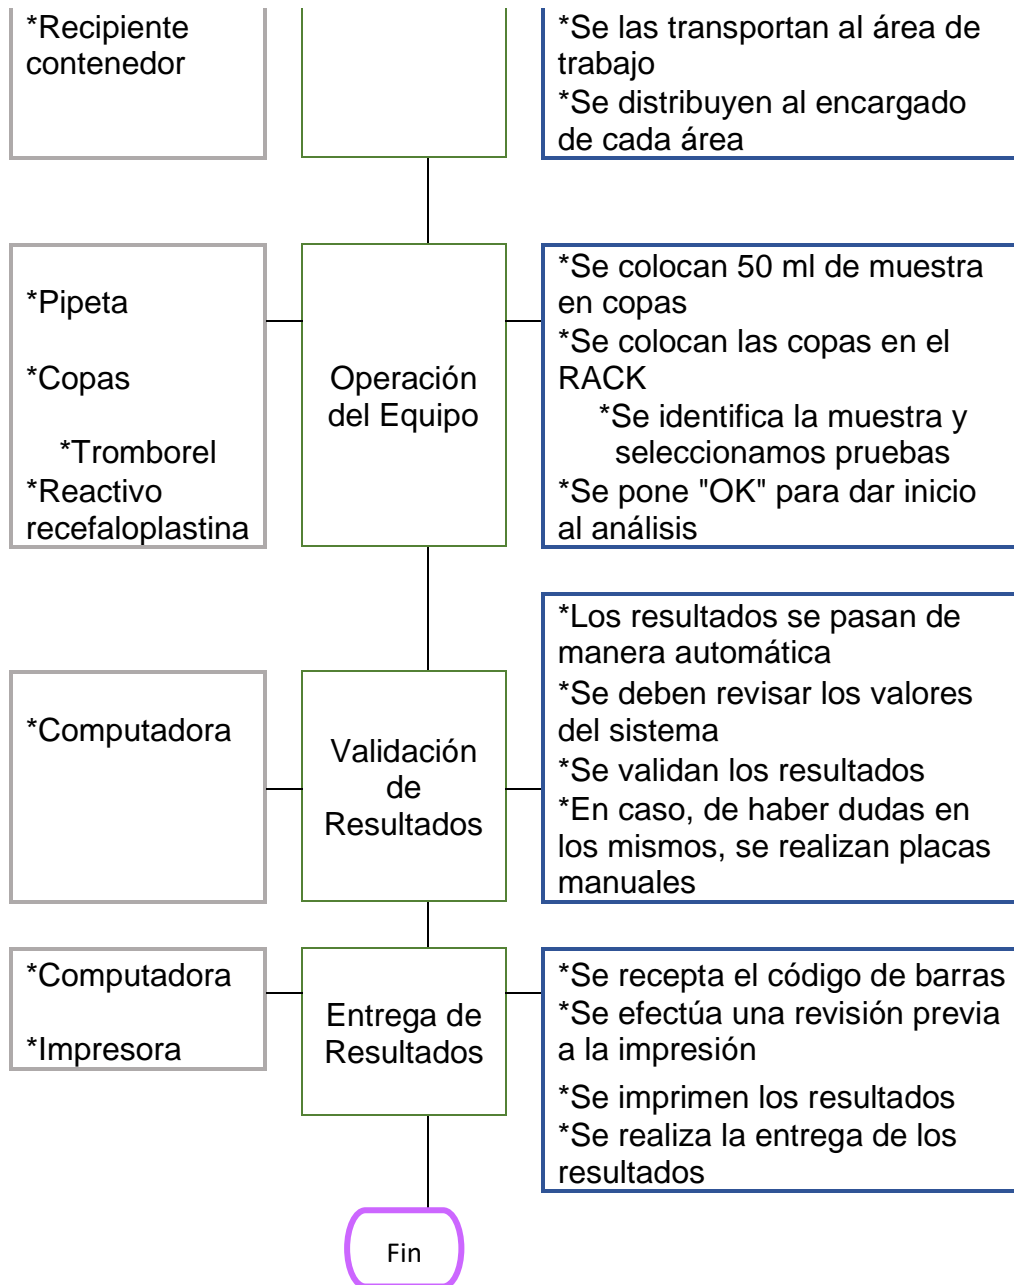 *Recipiente
contenedor
*Se las transportan al área de
trabajo
*Se distribuyen al encargado
de cada área
*Pipeta
*Copas
*Tromborel
*Reactivo
recefaloplastina
Operación
del Equipo
*Se colocan 50 ml de muestra
en copas
*Se colocan las copas en el
RACK
*Se identifica la muestra y
seleccionamos pruebas
*Se pone "OK" para dar inicio
al análisis
*Computadora
Validación
de
Resultados
*Los resultados se pasan de
manera automática
*Se deben revisar los valores
del sistema
*Se validan los resultados
*En caso, de haber dudas en
los mismos, se realizan placas
manuales
*Computadora
*Impresora
Entrega de
Resultados
*Se recepta el código de barras
*Se efectúa una revisión previa
a la impresión
*Se imprimen los resultados
*Se realiza la entrega de los
resultados
Fin